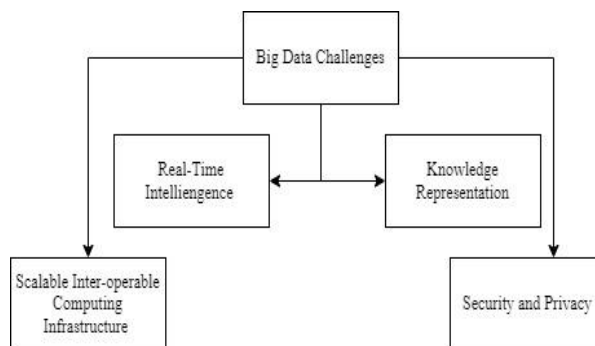 Big Data Challenges
Real-Time
Intelliengence
Knowledge
Representation
Scalable Inter-operable
Computing
Infrastructure
Security and Privacy